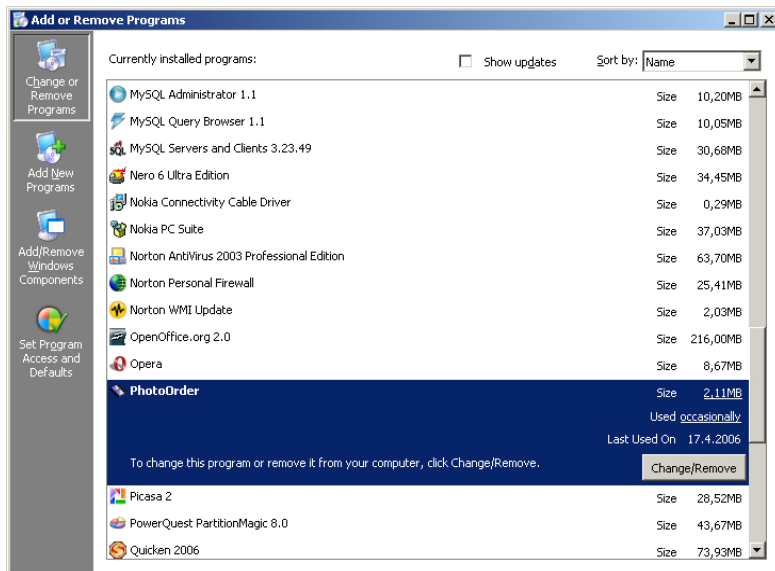 Add or Remove Programs
Change or
Remove
Programs
Add New
Programs
Add/Remove
Windows
Components
Set Program
Access and
Defaults
Currently installed programs:
Show updates
Sort by: Name
MySQL Administrator 1.1 Size 10,20MB
MySQL Query Browser 1.1 Size 10,05MB
SQL MySQL Servers and Clients 3.23.49 Size 30,68MB
Nero 6 Ultra Edition Size 34,45MB
Nokia Connectivity Cable Driver Size 0,29MB
Nokia PC Suite Size 37,03MB
Norton AntiVirus 2003 Professional Edition Size 63,70MB
Norton Personal Firewall Size 25,41MB
Norton WMI Update Size 2,03MB
OpenOffice.org 2.0 Size 216,00MB
Opera Size 8,67MB
PhotoOrder Size 2,11MB
Used occasionally
Last Used On 17.4.2006
To change this program or remove it from your computer, click Change/Remove. Change/Remove
Picasa 2 Size 28,52MB
PowerQuest PartitionMagic 8.0 Size 43,67MB
Quicken 2006 Size 73,93MB